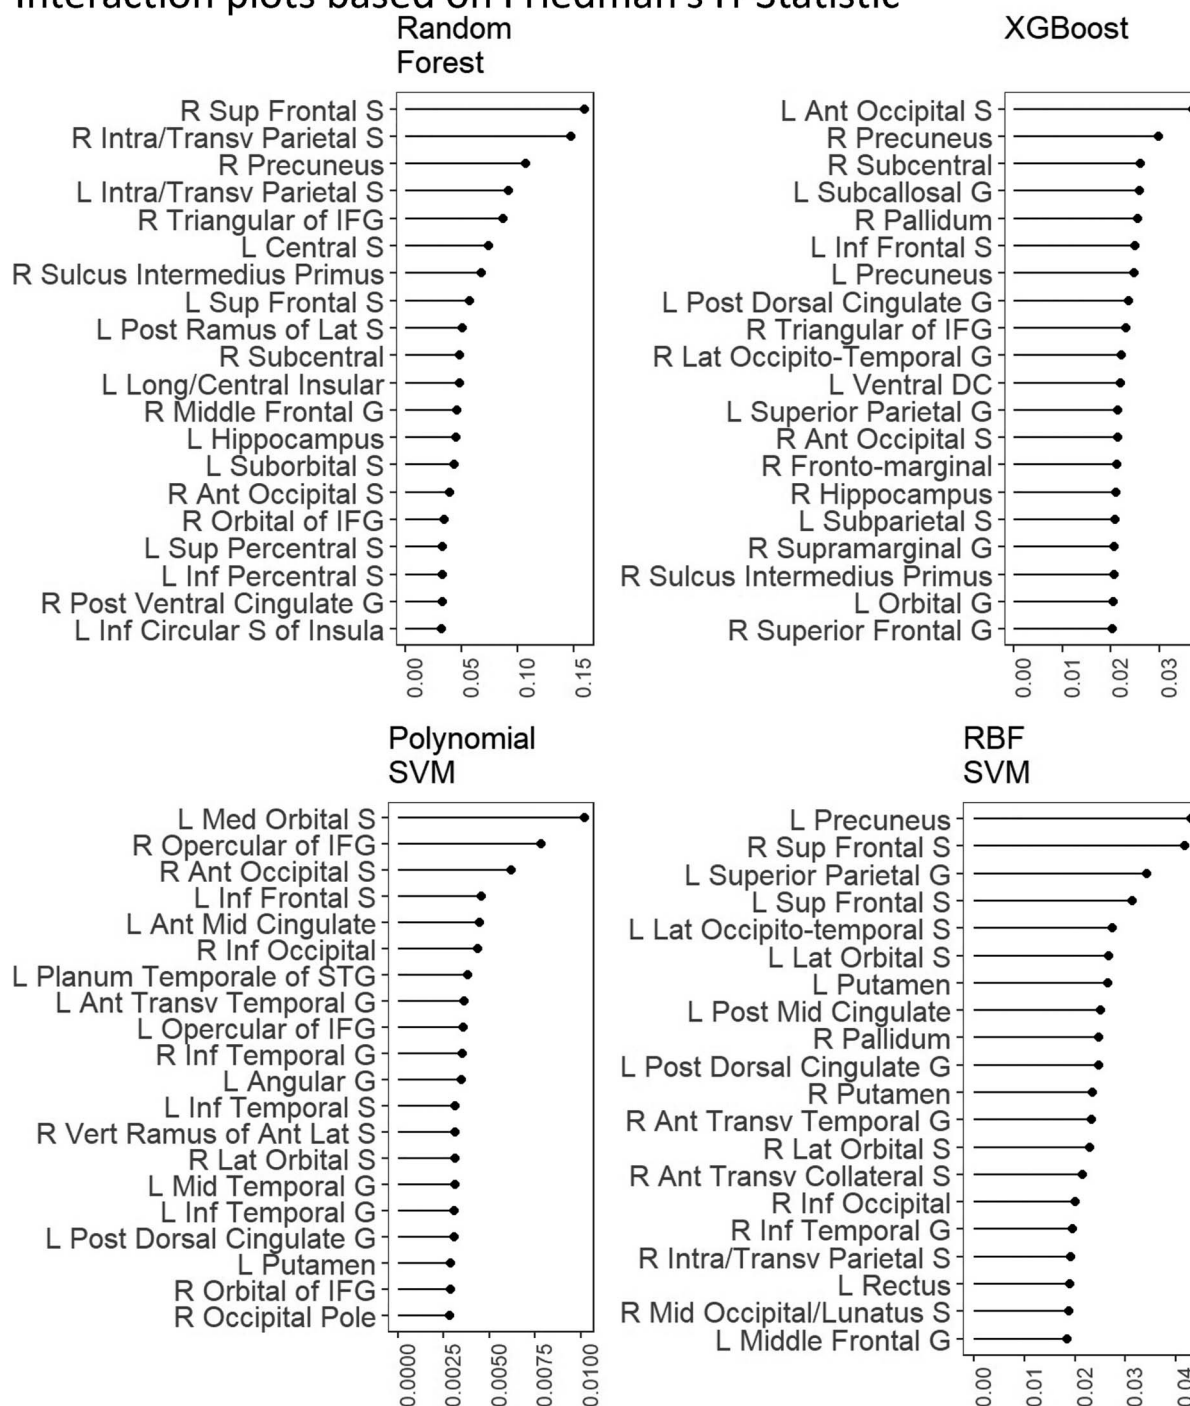 Interaction plots based on Friedman's H Statistic
Random
Forest
R Sup Frontal S
R Intra/Transv Parietal S
R Precuneus
L Intra/Transv Parietal S
R Triangular of IFG
L Central S
R Sulcus Intermedius Primus
L Sup Frontal S
L Post Ramus of Lat S
R Subcentral
L Long/Central Insular
R Middle Frontal G
L Hippocampus
L Suborbital S
R Ant Occipital S
R Orbital of IFG
L Sup Percentral S
L Inf Percentral S
R Post Ventral Cingulate G
L Inf Circular S of Insula
0.00 0.05 0.10 0.15
XGBoost
L Ant Occipital S
R Precuneus
R Subcentral
L Subcallosal G
R Pallidum
L Inf Frontal S
L Precuneus
L Post Dorsal Cingulate G
R Triangular of IFG
R Lat Occipito-Temporal G
L Ventral DC
L Superior Parietal G
R Ant Occipital S
R Fronto-marginal
R Hippocampus
L Subparietal S
R Supramarginal G
R Sulcus Intermedius Primus
L Orbital G
R Superior Frontal G
0.00 0.01 0.02 0.03
Polynomial
SVM
L Med Orbital S
R Opercular of IFG
R Ant Occipital S
L Inf Frontal S
L Ant Mid Cingulate
R Inf Occipital
L Planum Temporale of STG
L Ant Transv Temporal G
L Opercular of IFG
R Inf Temporal G
L Angular G
L Inf Temporal S
R Vert Ramus of Ant Lat S
R Lat Orbital S
L Mid Temporal G
L Inf Temporal G
L Post Dorsal Cingulate G
L Putamen
R Orbital of IFG
R Occipital Pole
0.0000 0.0025 0.0050 0.0075 0.0100
RBF
SVM
L Precuneus
R Sup Frontal S
L Superior Parietal G
L Sup Frontal S
L Lat Occipito-temporal S
L Lat Orbital S
L Putamen
L Post Mid Cingulate
R Pallidum
L Post Dorsal Cingulate G
R Putamen
R Ant Transv Temporal G
R Lat Orbital S
R Ant Transv Collateral S
R Inf Occipital
R Inf Temporal G
R Intra/Transv Parietal S
L Rectus
R Mid Occipital/Lunatus S
L Middle Frontal G
0.00 0.01 0.02 0.03 0.04